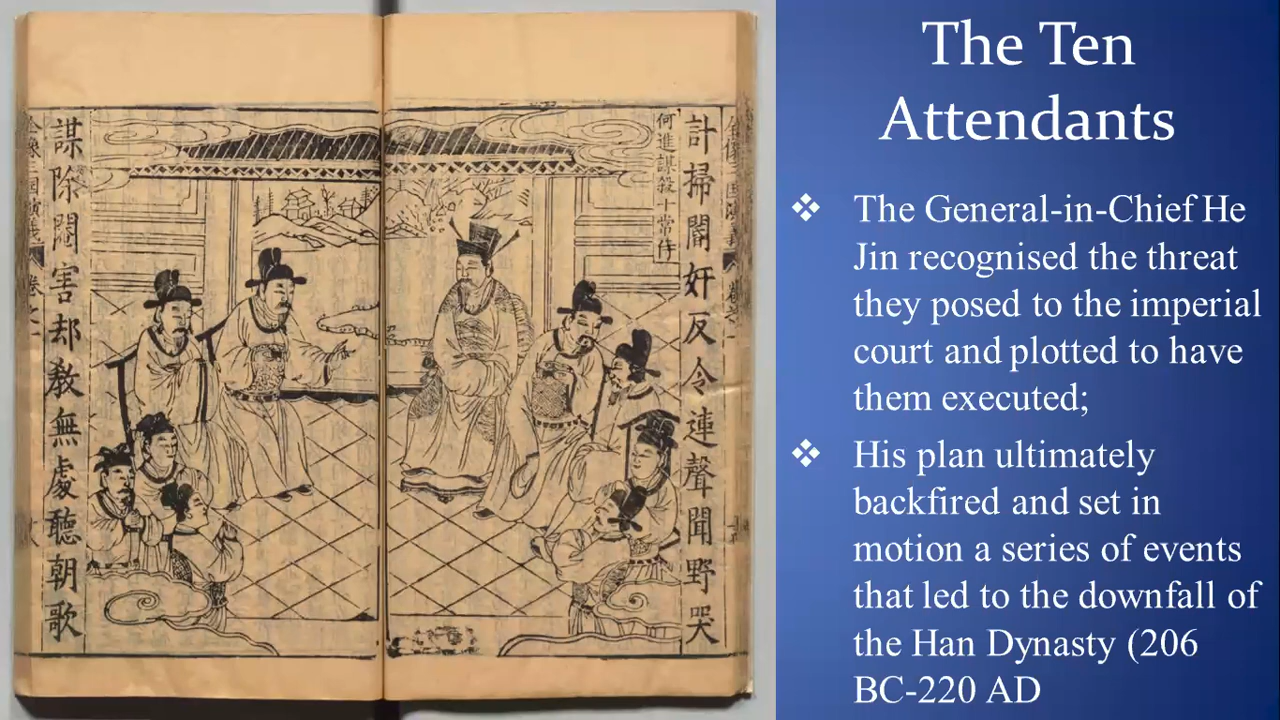 The Ten
Attendants
The General-in-Chief He
Jin recognised the threat
they posed to the imperial
court and plotted to have
them executed;
His plan ultimately
backfired and set in
motion a series of events
that led to the downfall of
the Han Dynasty (206
BC-220 AD
何進謀殺十常侍
計掃閹奸反令連聲聞野哭
謀除閹害却教無處聽朝歌